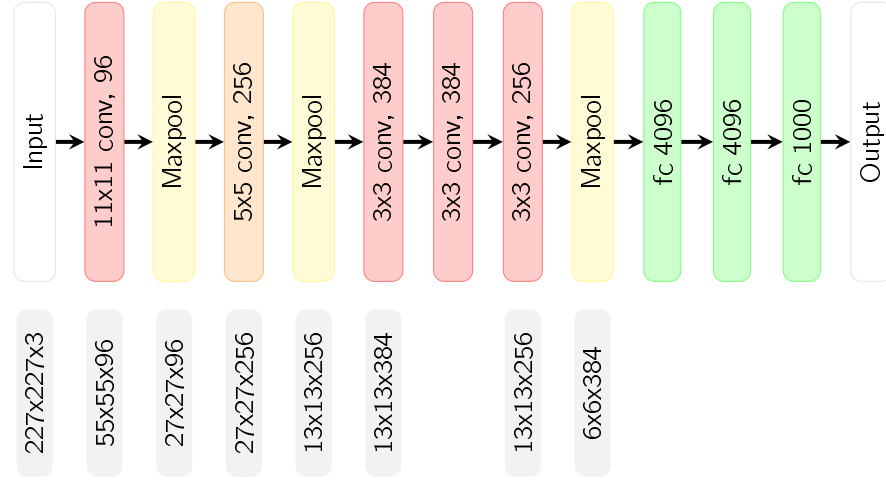 Input
11x11 conv, 96
Maxpool
5x5 conv, 256
Maxpool
3x3 conv, 384
3x3 conv, 384
3x3 conv, 256
Maxpool
fc 4096
fc 4096
fc 1000
Output
227x227x3
55x55x96
27x27x96
27x27x256
13x13x256
13x13x384
13x13x256
6x6x384